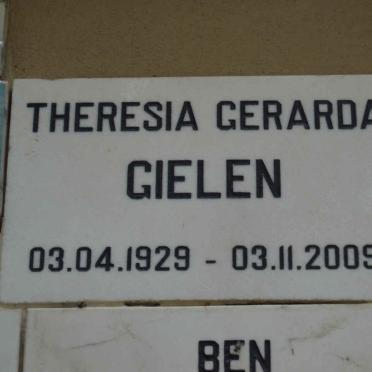 THERESIA GERARDA
GIELEN
03.04.1929 - 03.11.2009
BEN